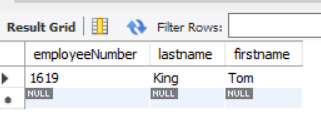 Result Grid Filter Rows:
employeeNumber lastname firstname
1619 King Tom
NULL NULL NULL